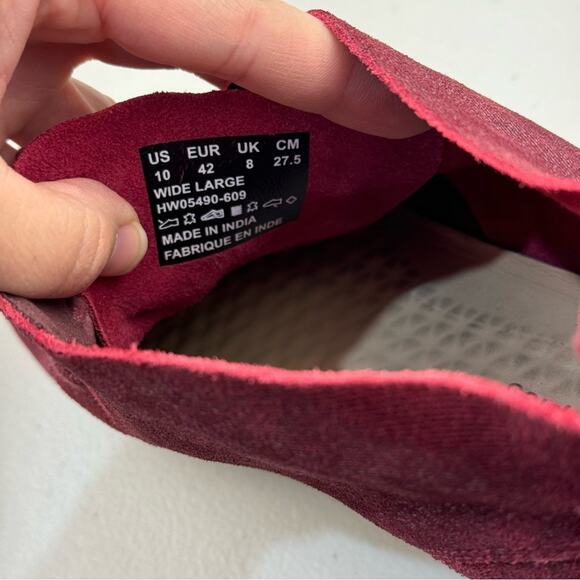 US EUR UK CM
10 42 8 27.5
WIDE LARGE
HW05490-609
MADE IN INDIA
FABRIQUE EN INDE